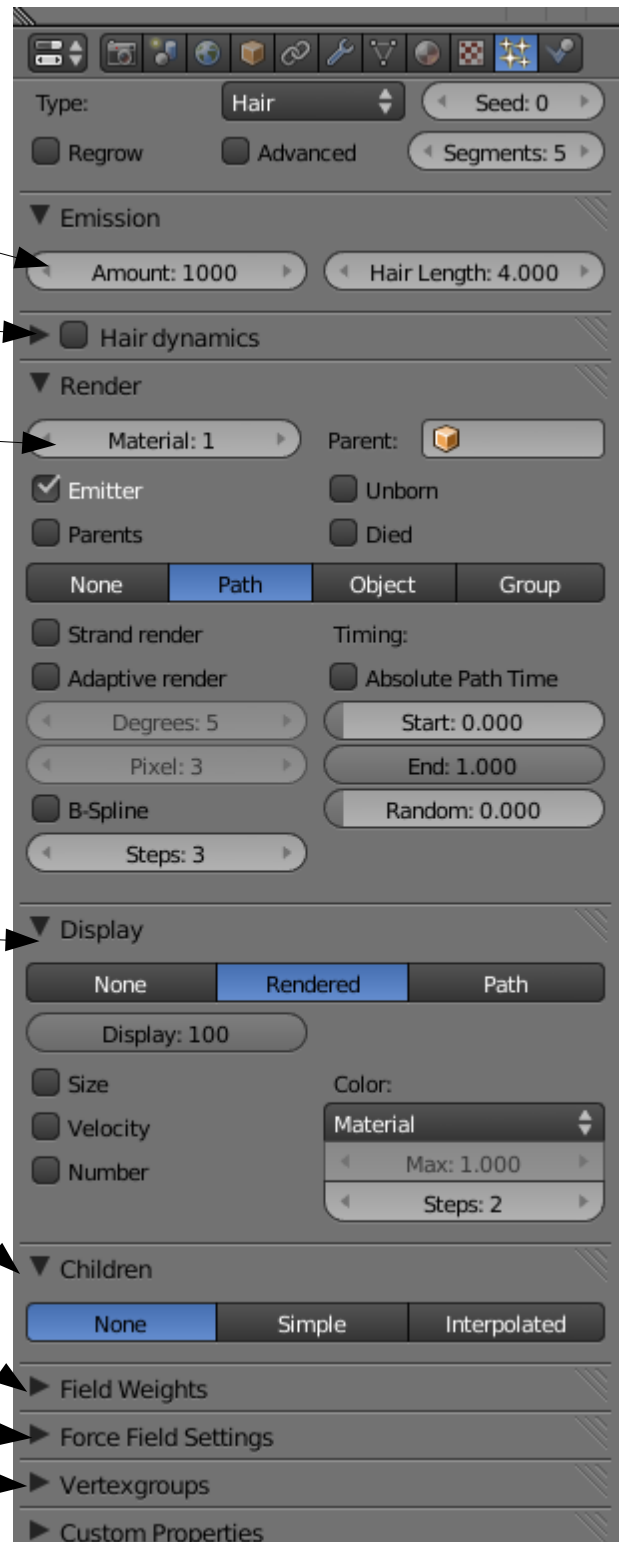 Type: Hair Seed: 0
Regrow Advanced Segments: 5
Emission
Amount: 1000 Hair Length: 4.000
Hair dynamics
Render
Material: 1 Parent:
Emitter Unborn
Parents Died
None Path Object Group
Strand render Timing:
Adaptive render Absolute Path Time
Degrees: 5 Start: 0.000
Pixel: 3 End: 1.000
B-Spline Random: 0.000
Steps: 3
Display
None Rendered Path
Display: 100
Size Color:
Velocity Material
Number Max: 1.000
Steps: 2
Children
None Simple Interpolated
Field Weights
Force Field Settings
Vertexgroups
Custom Properties